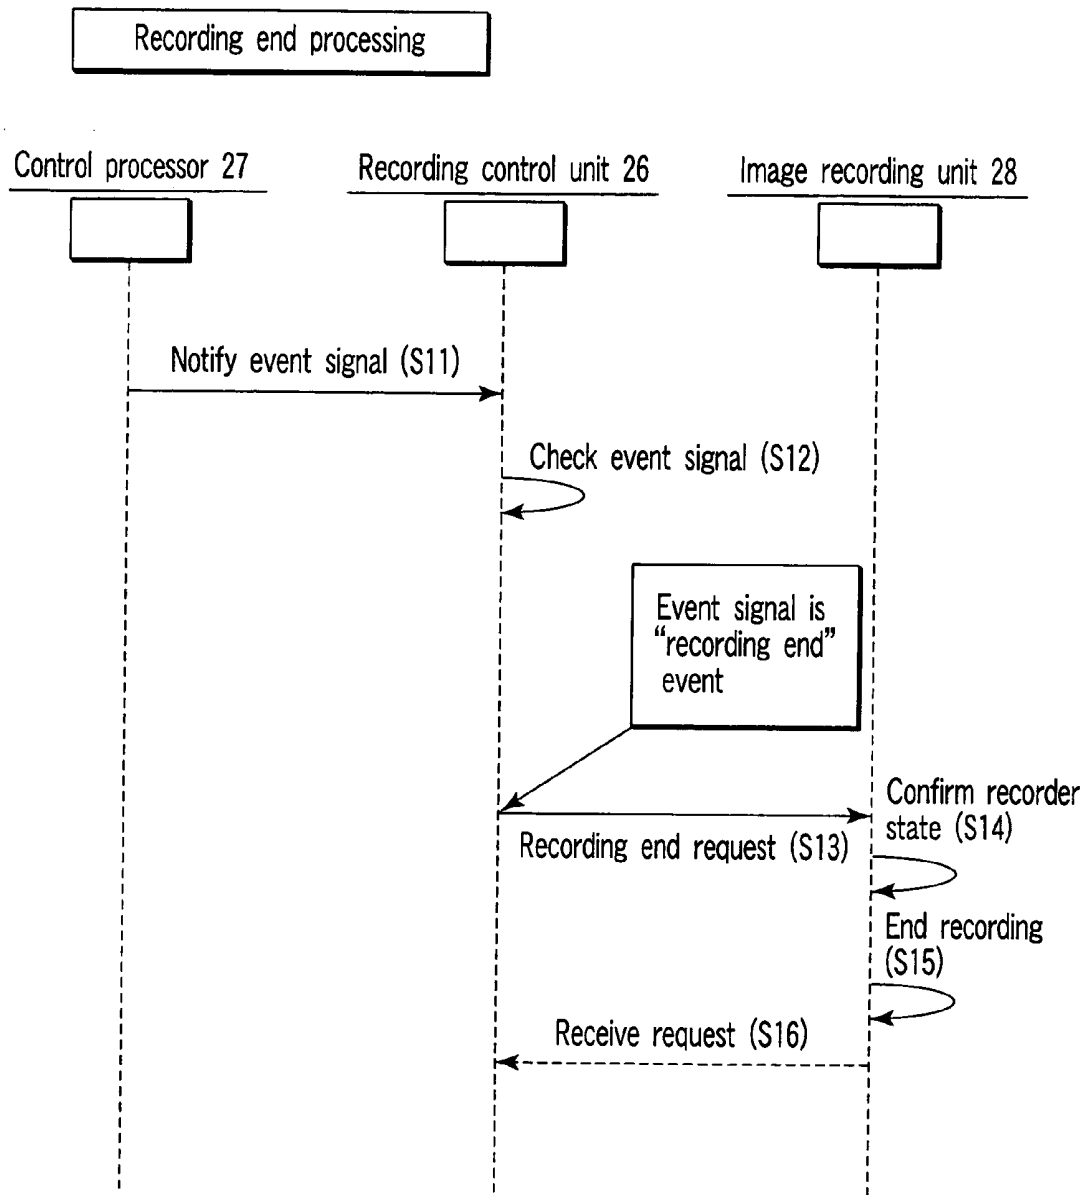 Recording end processing
Control processor 27
Recording control unit 26
Image recording unit 28
Notify event signal (S11)
Check event signal (S12)
Event signal is
“recording end”
event
Confirm recorder
state (S14)
Recording end request (S13)
End recording
(S15)
Receive request (S16)